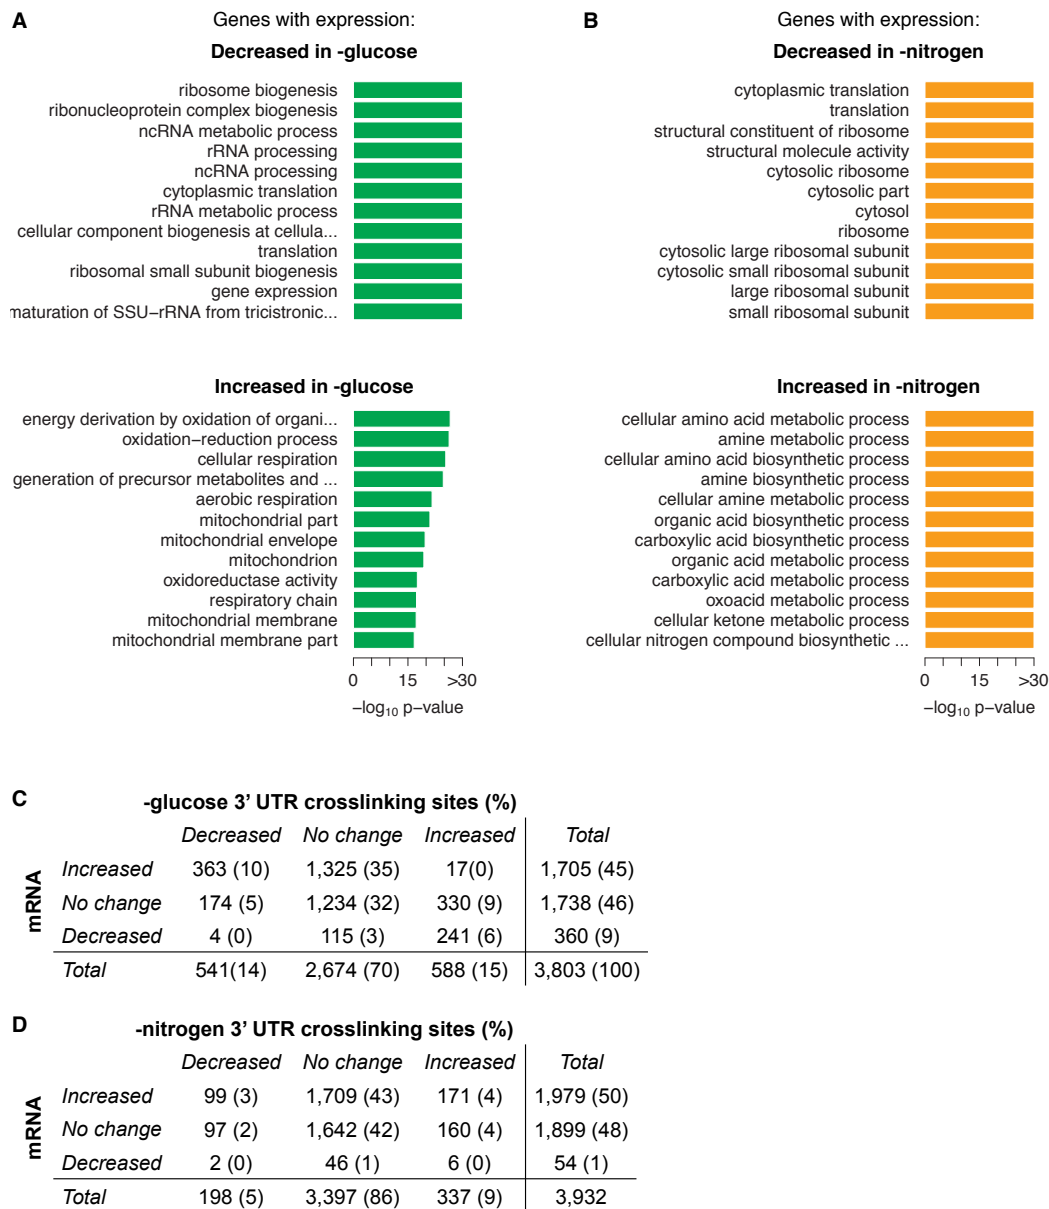 A
Genes with expression:
Decreased in -glucose
ribosome biogenesis
ribonucleoprotein complex biogenesis
ncRNA metabolic process
rRNA processing
ncRNA processing
cytoplasmic translation
rRNA metabolic process
cellular component biogenesis at cellula...
translation
ribosomal small subunit biogenesis
gene expression
maturation of SSU−rRNA from tricistronic...
Increased in -glucose
energy derivation by oxidation of organi...
oxidation−reduction process
cellular respiration
generation of precursor metabolites and ...
aerobic respiration
mitochondrial part
mitochondrial envelope
mitochondrion
oxidoreductase activity
respiratory chain
mitochondrial membrane
mitochondrial membrane part
0 15 >30
−log10 p−value
B
Genes with expression:
Decreased in -nitrogen
cytoplasmic translation
translation
structural constituent of ribosome
structural molecule activity
cytosolic ribosome
cytosolic part
cytosol
ribosome
cytosolic large ribosomal subunit
cytosolic small ribosomal subunit
large ribosomal subunit
small ribosomal subunit
Increased in -nitrogen
cellular amino acid metabolic process
amine metabolic process
cellular amino acid biosynthetic process
amine biosynthetic process
cellular amine metabolic process
organic acid biosynthetic process
carboxylic acid biosynthetic process
organic acid metabolic process
carboxylic acid metabolic process
oxoacid metabolic process
cellular ketone metabolic process
cellular nitrogen compound biosynthetic ...
0 15 >30
−log10 p−value
C
-glucose 3' UTR crosslinking sites (%)
Decreased No change Increased Total
mRNA
Increased 363 (10) 1,325 (35) 17(0) 1,705 (45)
No change 174 (5) 1,234 (32) 330 (9) 1,738 (46)
Decreased 4 (0) 115 (3) 241 (6) 360 (9)
Total 541(14) 2,674 (70) 588 (15) 3,803 (100)
D
-nitrogen 3' UTR crosslinking sites (%)
Decreased No change Increased Total
mRNA
Increased 99 (3) 1,709 (43) 171 (4) 1,979 (50)
No change 97 (2) 1,642 (42) 160 (4) 1,899 (48)
Decreased 2 (0) 46 (1) 6 (0) 54 (1)
Total 198 (5) 3,397 (86) 337 (9) 3,932